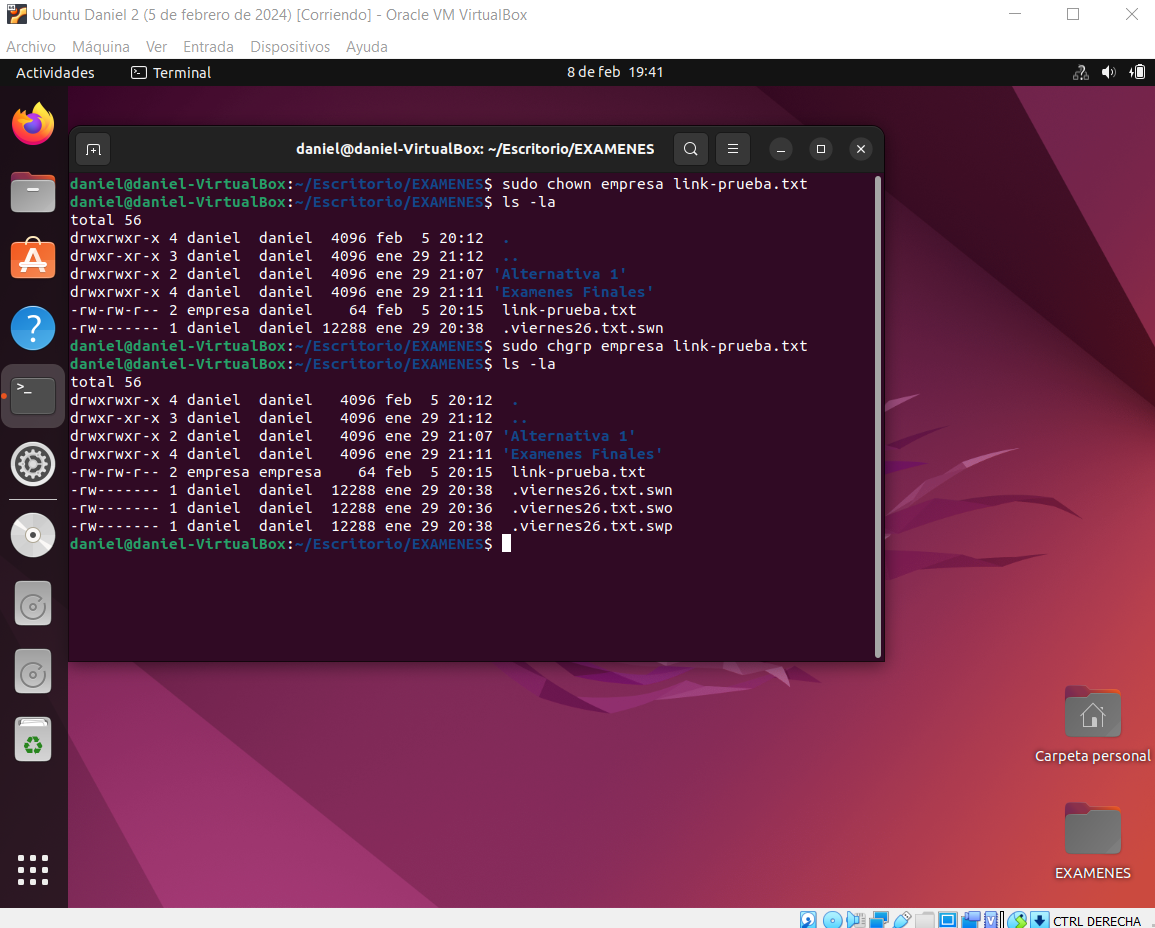 Ubuntu Daniel 2 (5 de febrero de 2024) [Corriendo] - Oracle VM VirtualBox
Archivo Máquina Ver Entrada Dispositivos Ayuda
Actividades Terminal 8 de feb 19:41
daniel@daniel-VirtualBox: ~/Escritorio/EXAMENES
daniel@daniel-VirtualBox:~/Escritorio/EXAMENES$ sudo chown empresa link-prueba.txt
daniel@daniel-VirtualBox:~/Escritorio/EXAMENES$ ls -la
total 56
drwxrwxr-x 4 daniel  daniel  4096 feb  5 20:12  .
drwxr-xr-x 3 daniel  daniel  4096 ene 29 21:12  ..
drwxrwxr-x 2 daniel  daniel  4096 ene 29 21:07 'Alternativa 1'
drwxrwxr-x 4 daniel  daniel  4096 ene 29 21:11 'Examenes Finales'
-rw-rw-r-- 2 empresa daniel    64 feb  5 20:15  link-prueba.txt
-rw------- 1 daniel  daniel 12288 ene 29 20:38  .viernes26.txt.swn
daniel@daniel-VirtualBox:~/Escritorio/EXAMENES$ sudo chgrp empresa link-prueba.txt
daniel@daniel-VirtualBox:~/Escritorio/EXAMENES$ ls -la
total 56
drwxrwxr-x 4 daniel  daniel   4096 feb  5 20:12  .
drwxr-xr-x 3 daniel  daniel   4096 ene 29 21:12  ..
drwxrwxr-x 2 daniel  daniel   4096 ene 29 21:07 'Alternativa 1'
drwxrwxr-x 4 daniel  daniel   4096 ene 29 21:11 'Examenes Finales'
-rw-rw-r-- 2 empresa empresa    64 feb  5 20:15  link-prueba.txt
-rw------- 1 daniel  daniel  12288 ene 29 20:38  .viernes26.txt.swn
-rw------- 1 daniel  daniel  12288 ene 29 20:36  .viernes26.txt.swo
-rw------- 1 daniel  daniel  12288 ene 29 20:38  .viernes26.txt.swp
daniel@daniel-VirtualBox:~/Escritorio/EXAMENES$
Carpeta personal
EXAMENES
CTRL DERECHA